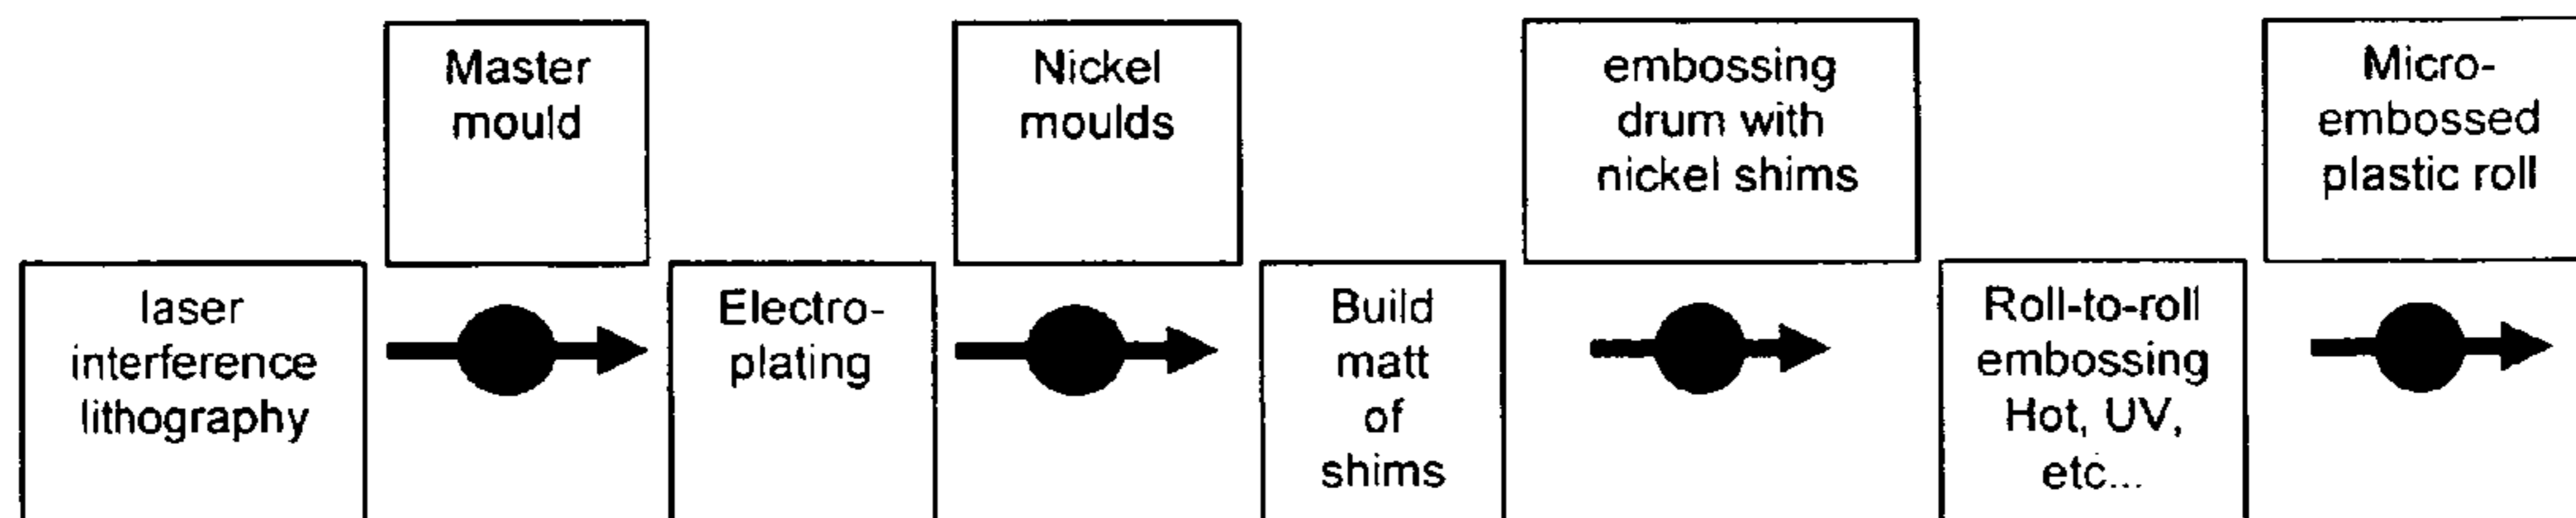 Master
mould
Nickel
moulds
embossing
drum with
nickel shims
Micro-
embossed
plastic roll
laser
interference
lithography
Electro-
plating
Build
matt
of
shims
Roll-to-roll
embossing
Hot, UV,
etc...